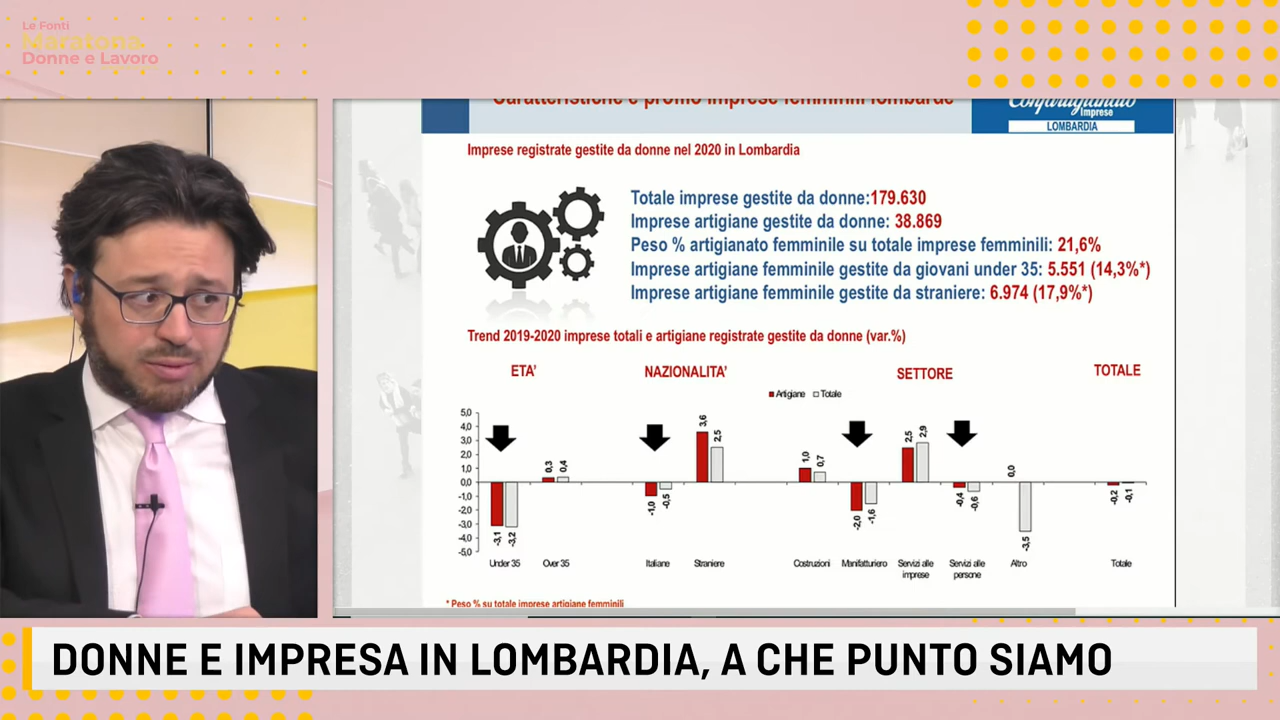 Le Fonti
Maratona
Donne e Lavoro
Caratteristiche e profilo imprese femminili lombarde
Confartigianato
Imprese
LOMBARDIA
Imprese registrate gestite da donne nel 2020 in Lombardia
Totale imprese gestite da donne:179.630
Imprese artigiane gestite da donne: 38.869
Peso % artigianato femminile su totale imprese femminili: 21,6%
Imprese artigiane femminile gestite da giovani under 35: 5.551 (14,3%*)
Imprese artigiane femminile gestite da straniere: 6.974 (17,9%*)
Trend 2019-2020 imprese totali e artigiane registrate gestite da donne (var.%)
ETA' NAZIONALITA' SETTORE TOTALE
Artigiane Totale
5,0
4,0
3,0
2,0
1,0
0,0
-1,0
-2,0
-3,0
-4,0
-5,0
-3,1 -3,2 0,3 0,4 -1,0 -0,5 3,6 2,5 1,0 0,7 -2,0 -1,6 2,5 2,9 -0,4 -0,6 0,0 -3,5 -0,2 -0,1
Under 35 Over 35 Italiane Straniere Costruzioni Manifatturiero Servizi alle imprese Servizi alle persone Altro Totale
* Peso % su totale imprese artigiane femminili
DONNE E IMPRESA IN LOMBARDIA, A CHE PUNTO SIAMO